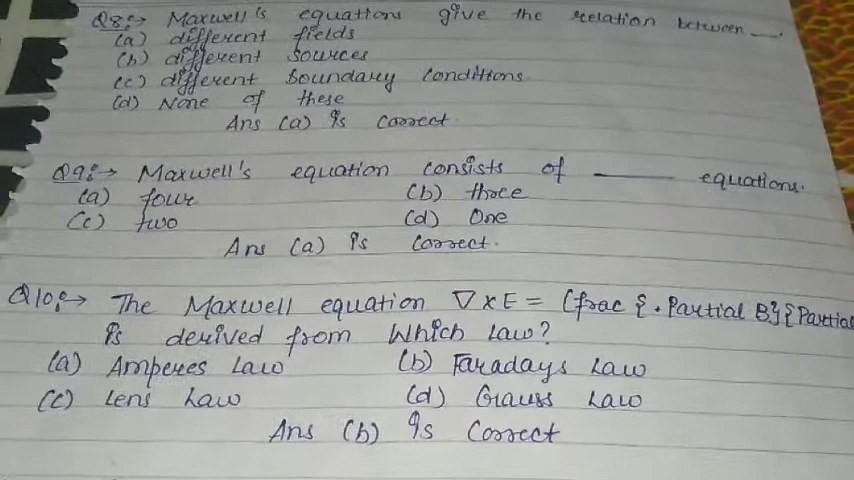 Q8:→ Maxwell's equations give the relation between __.
(a) different fields
(b) different sources
(c) different Boundary Conditions
(d) None of these
Ans (a) is Correct.
Q9:→ Maxwell's equation consists of ______ equations.
(a) four (b) three
(c) two (d) One
Ans (a) is Correct.
Q10:→ The Maxwell equation ∇×E = (frac {.Partial B}{Partial
is derived from Which Law?
(a) Amperes Law (b) Faradays Law
(c) Lens Law (d) Gauss Law
Ans (b) is Correct